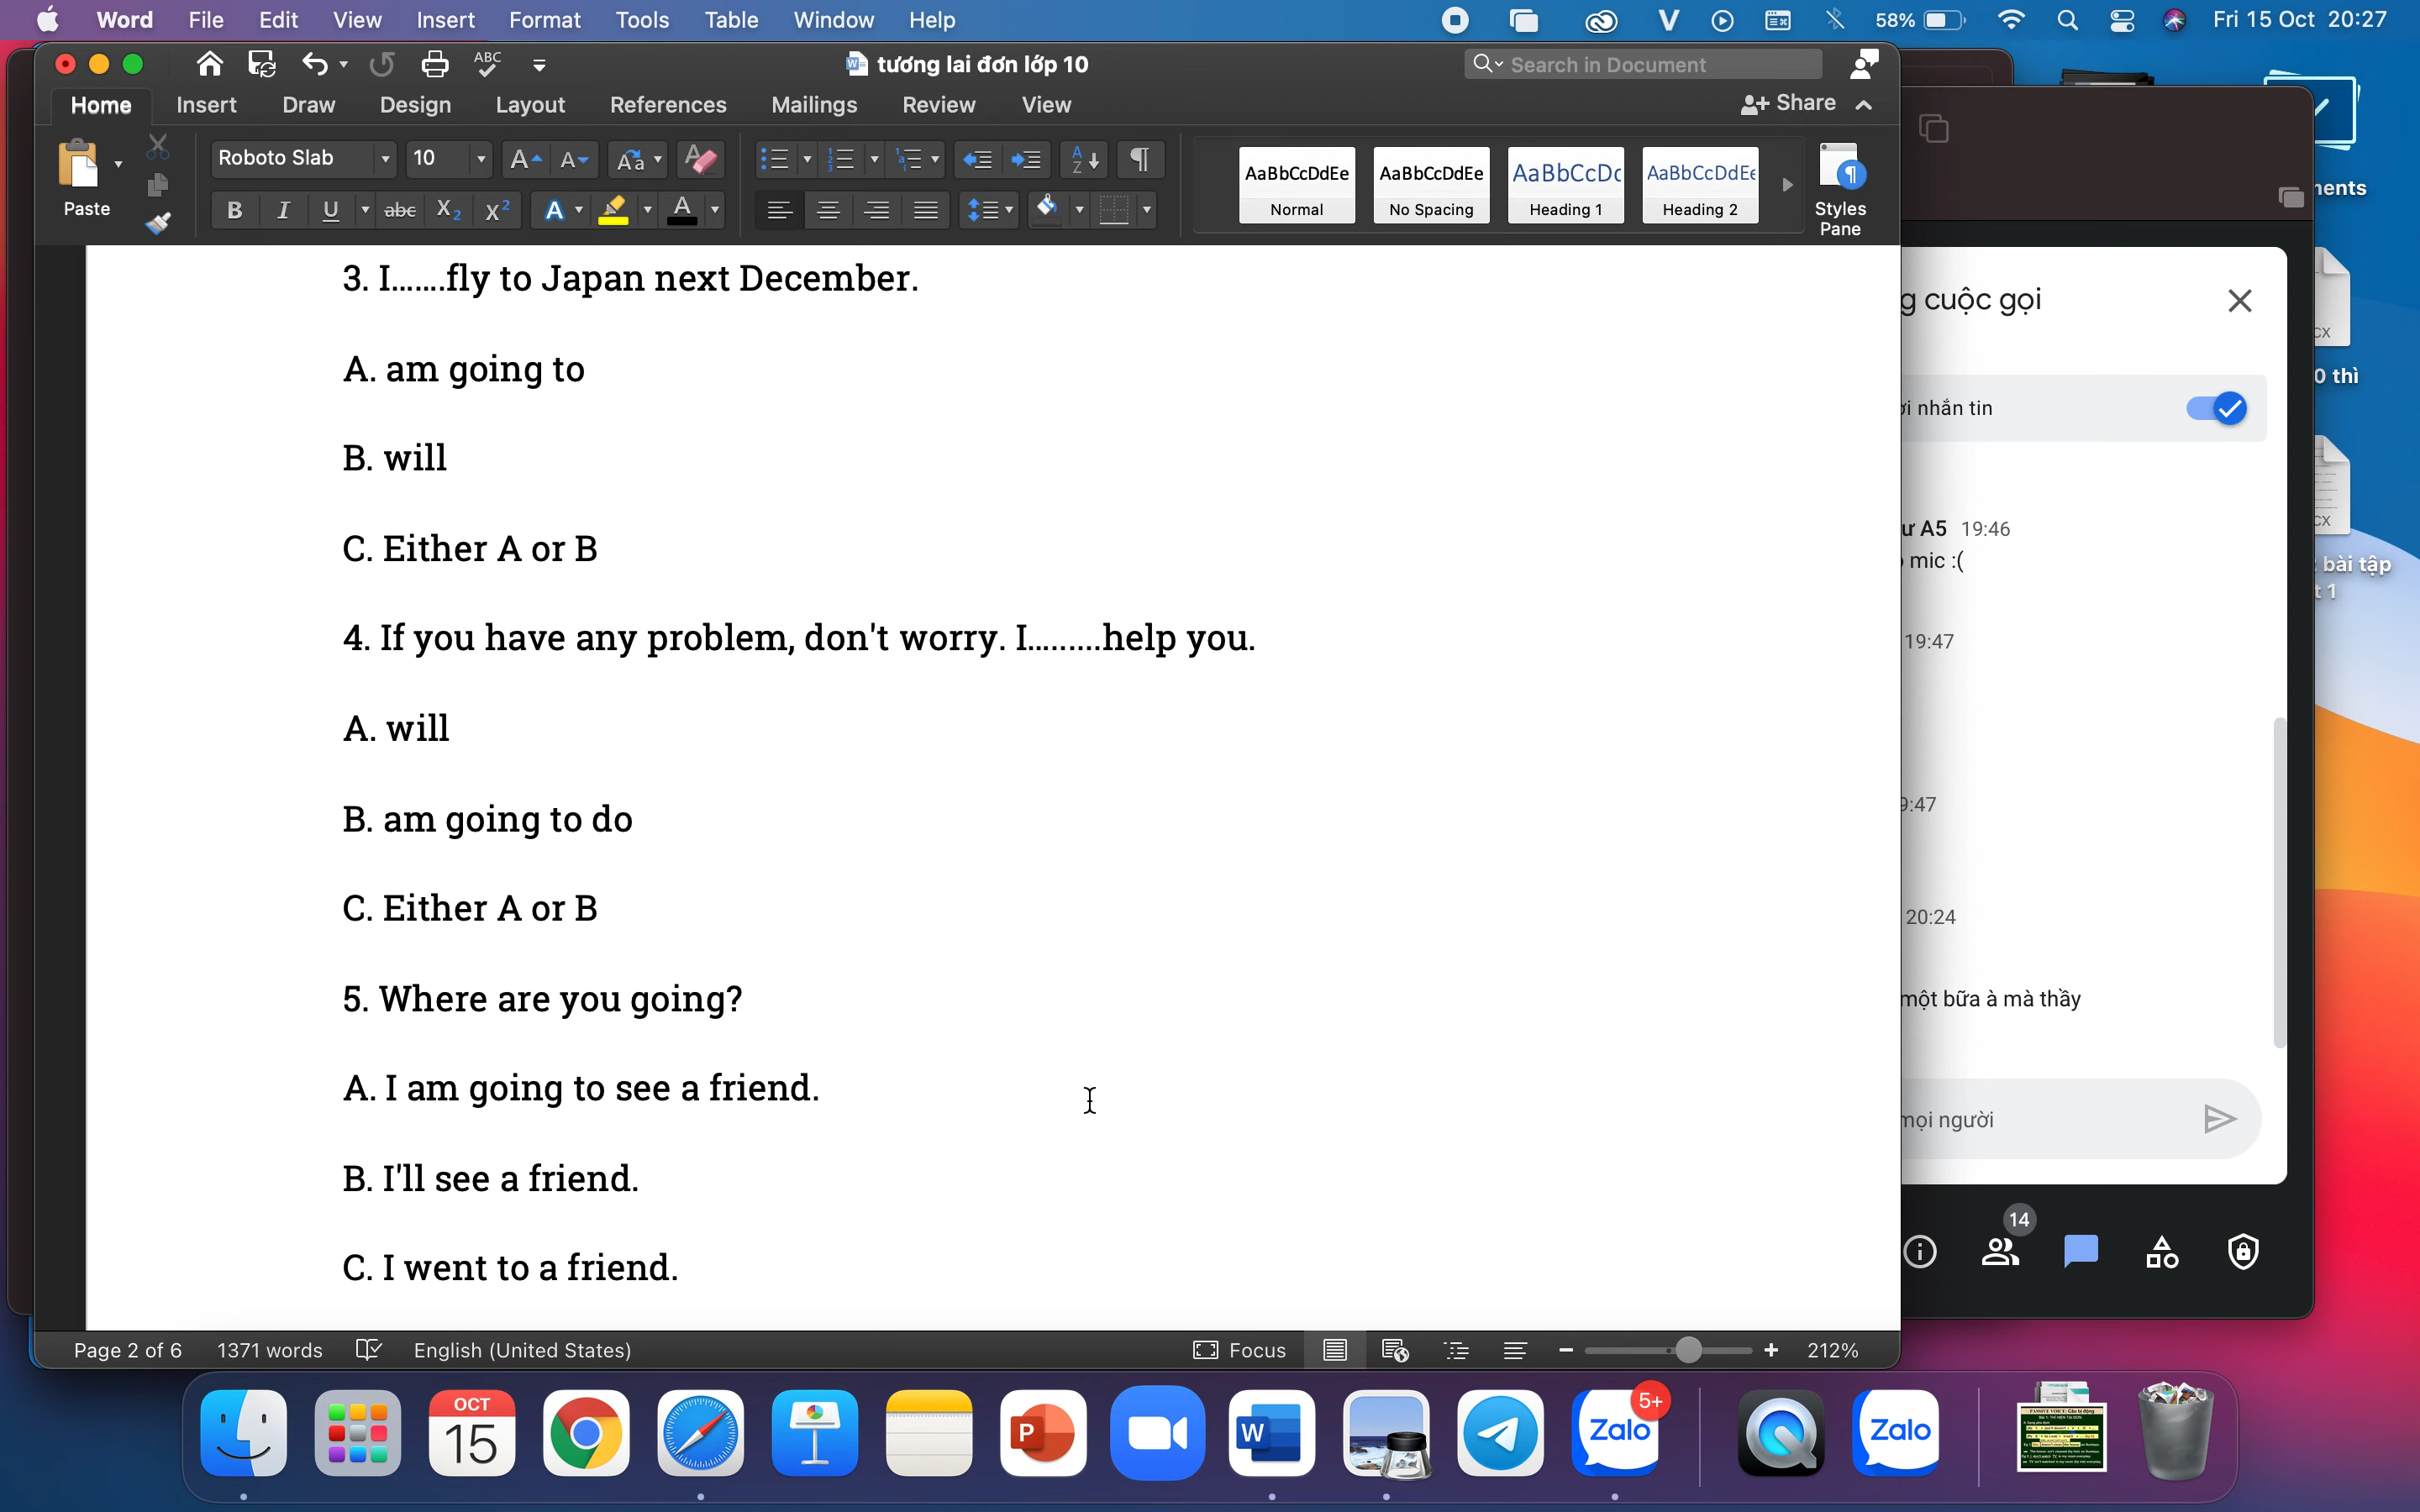 Word File Edit View Insert Format Tools Table Window Help 58% Fri 15 Oct 20:27
ABC tương lai đơn lớp 10 Search in Document
Home Insert Draw Design Layout References Mailings Review View Share
Paste Roboto Slab 10
AaBbCcDdEe AaBbCcDdEe AaBbCcDc AaBbCcDdEe
Normal No Spacing Heading 1 Heading 2 Styles Pane
3. I.......fly to Japan next December.
A. am going to
B. will
C. Either A or B
4. If you have any problem, don't worry. I.........help you.
A. will
B. am going to do
C. Either A or B
5. Where are you going?
A. I am going to see a friend.
B. I'll see a friend.
C. I went to a friend.
Page 2 of 6 1371 words English (United States) Focus 212%
g cuộc gọi
nhắn tin
A5 19:46
mic :(
19:47
9:47
20:24
một bữa à mà thầy
mọi người
14
ments
0 thì
bài tập
t 1
OCT
15
Zalo
5+
Zalo